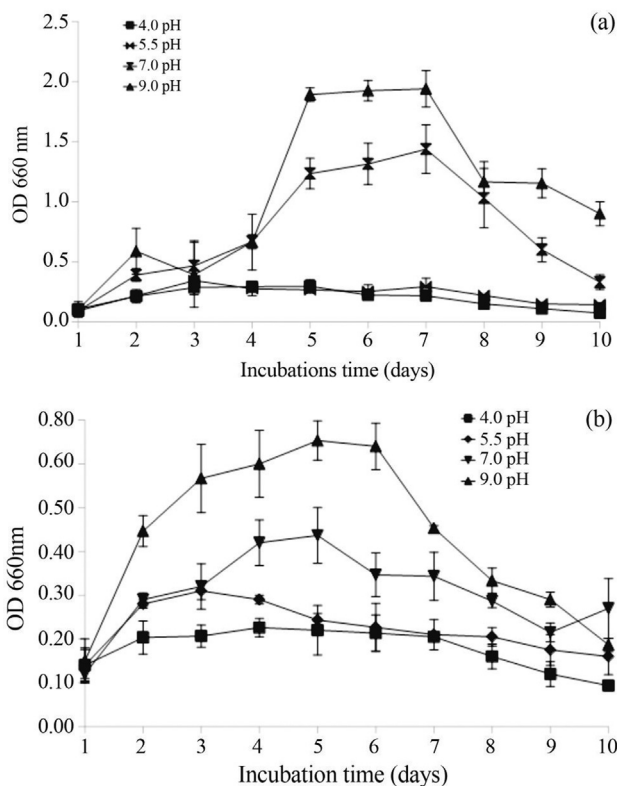 (a)
4.0 pH
5.5 pH
7.0 pH
9.0 pH
OD 660 nm
2.5
2.0
1.5
1.0
0.5
0.0
1 2 3 4 5 6 7 8 9 10
Incubations time (days)
(b)
4.0 pH
5.5 pH
7.0 pH
9.0 pH
OD 660nm
0.80
0.60
0.50
0.40
0.30
0.20
0.10
0.00
1 2 3 4 5 6 7 8 9 10
Incubation time (days)